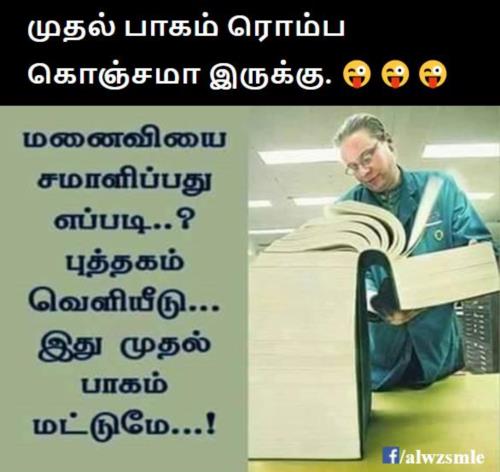 முதல் பாகம் ரொம்ப
கொஞ்சமா இருக்கு. 😜 😜 😜
மனைவியை
சமாளிப்பது
எப்படி..?
புத்தகம்
வெளியீடு...
இது முதல்
பாகம்
மட்டுமே...!
f/alwzsmle